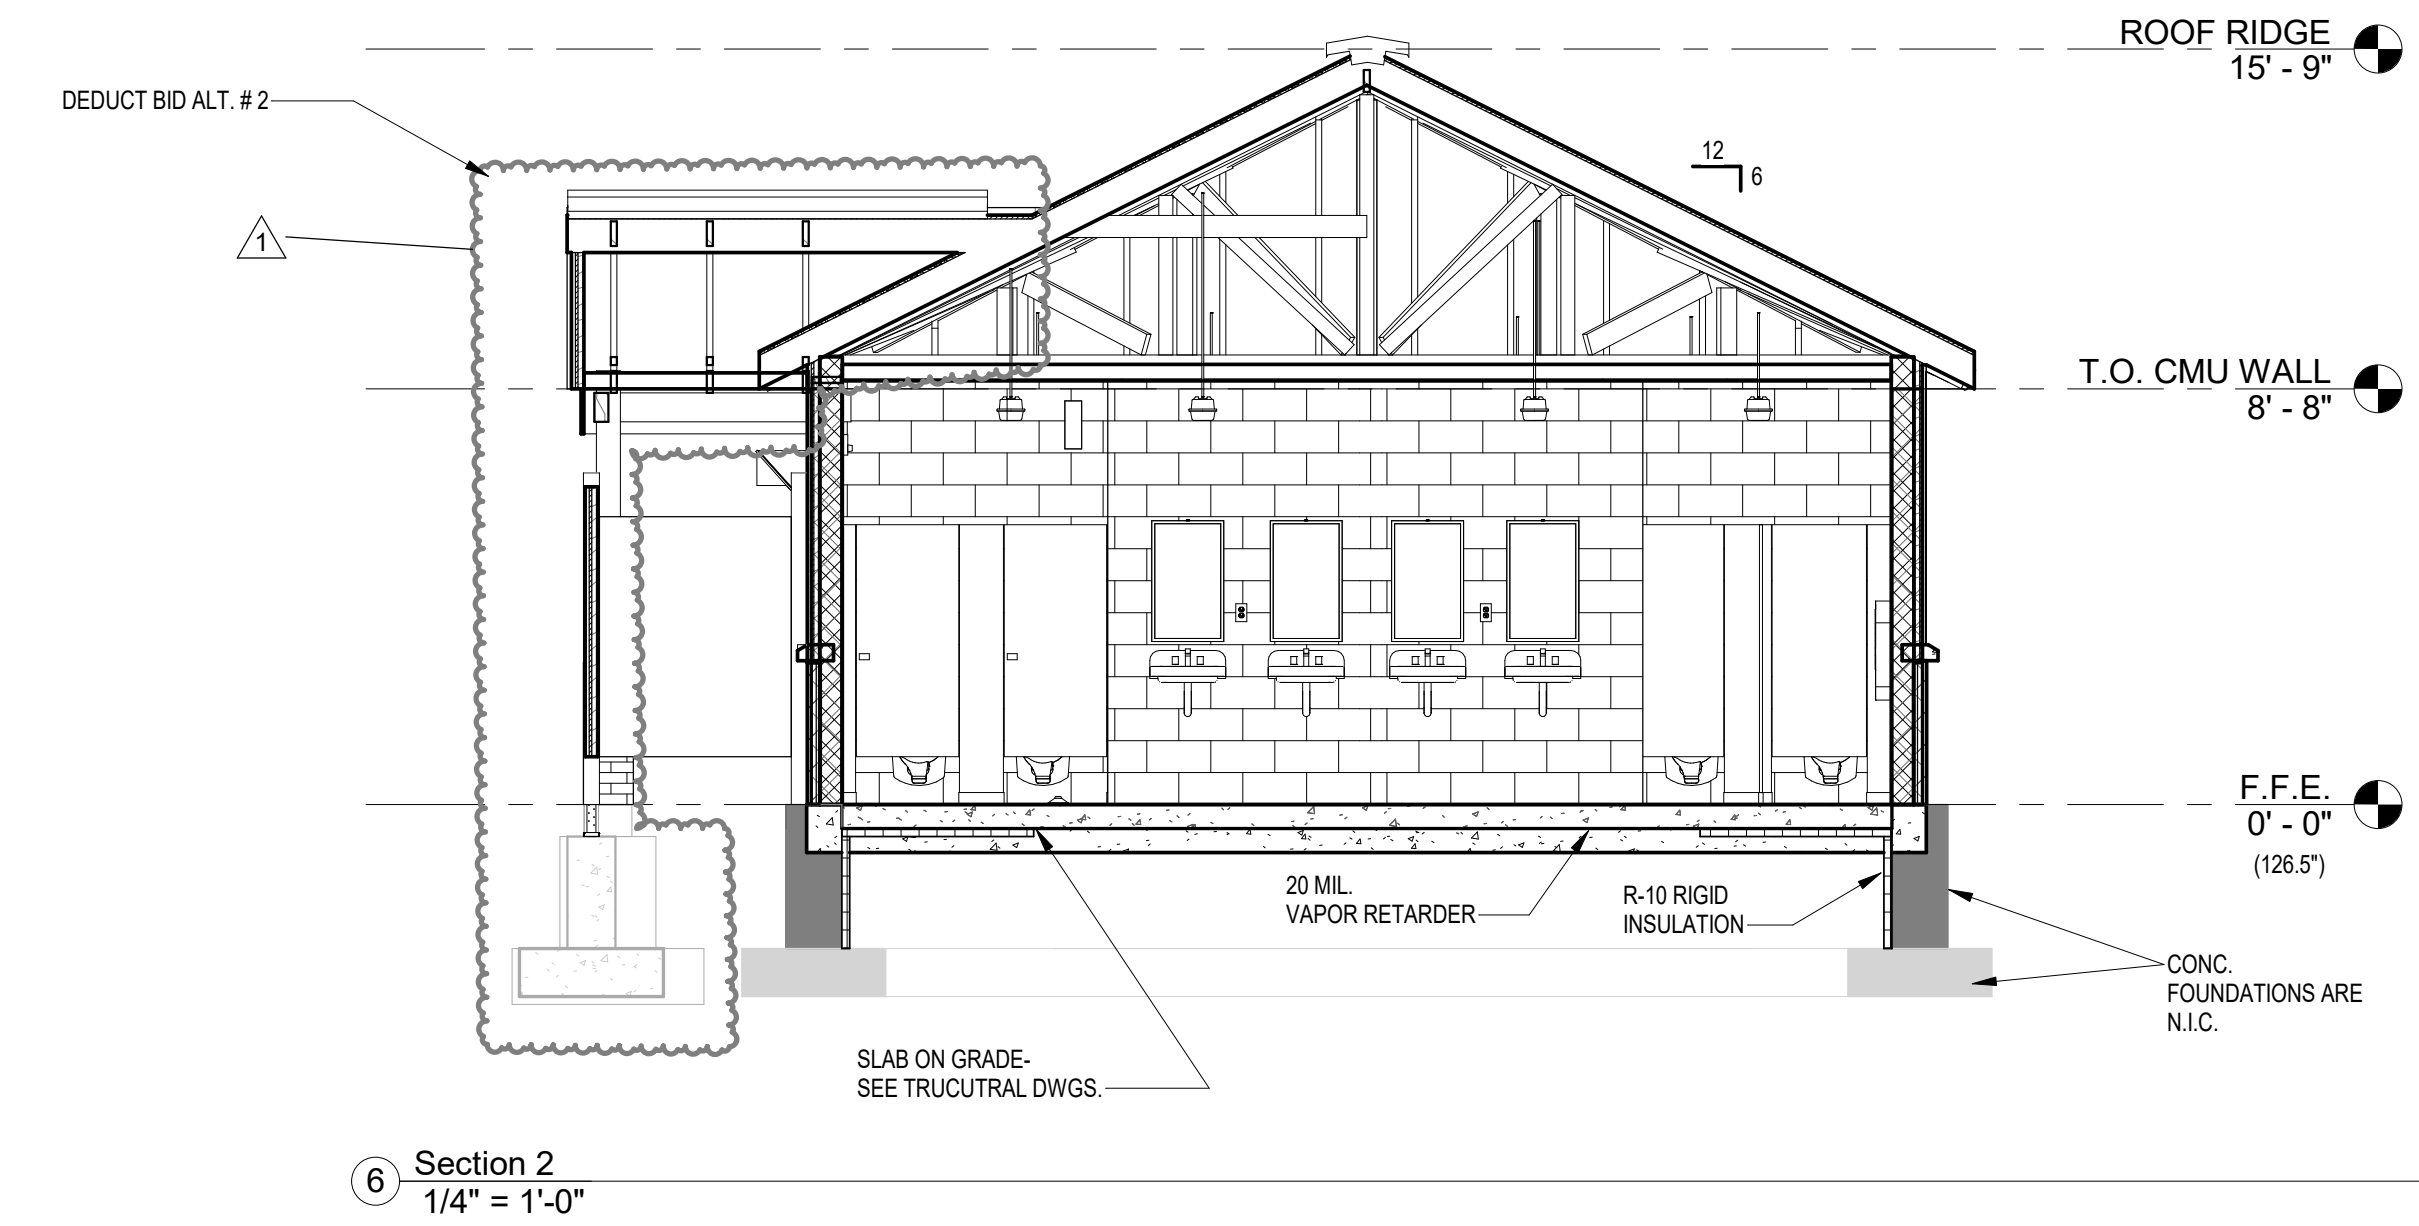 ROOF RIDGE
15' - 9"
DEDUCT BID ALT. # 2
12
6
1
T.O. CMU WALL
8' - 8"
F.F.E.
0' - 0"
(126.5")
20 MIL.
VAPOR RETARDER
R-10 RIGID
INSULATION
CONC.
FOUNDATIONS ARE
N.I.C.
SLAB ON GRADE-
SEE TRUCUTRAL DWGS.
6
Section 2
1/4" = 1'-0"